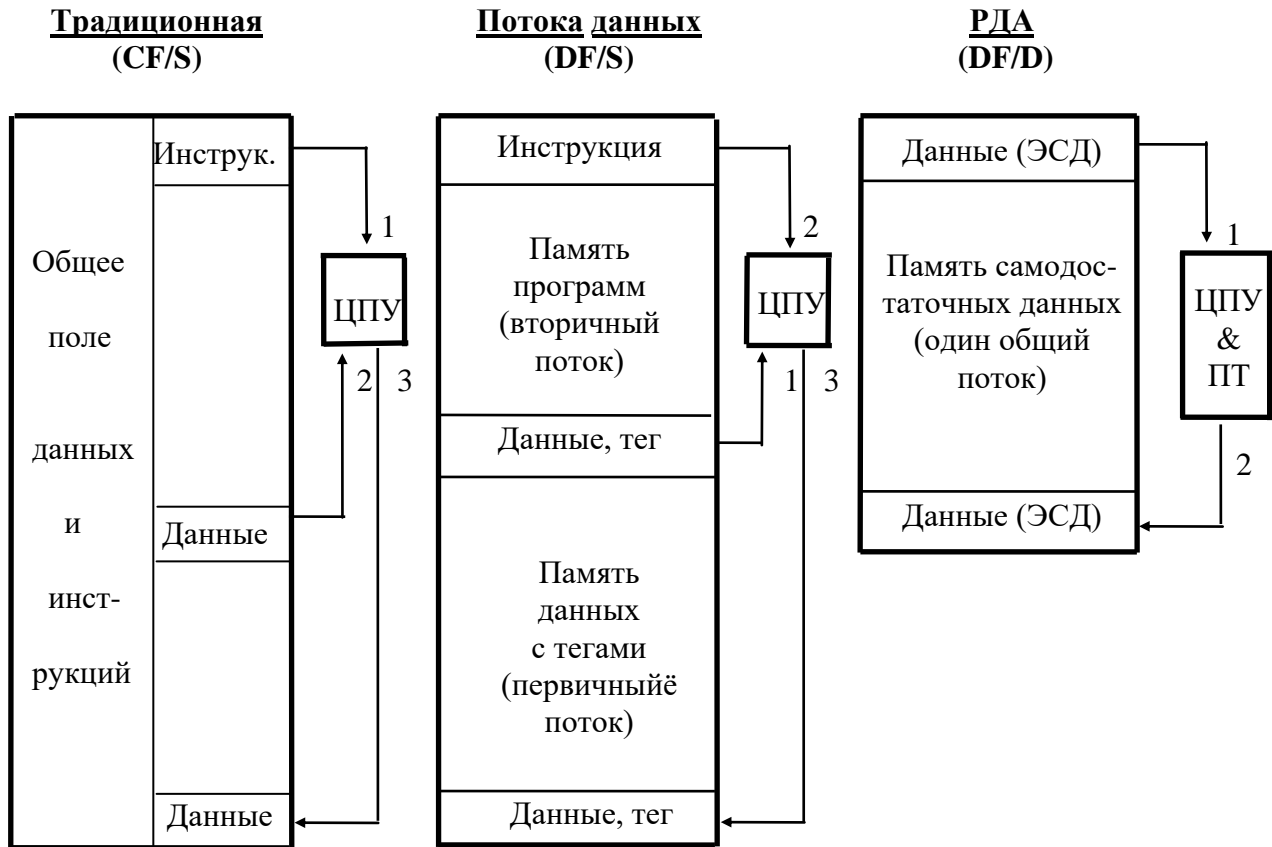 Традиционная
(CF/S)
Инструк.
1
Общее
поле
данных
и
инст-
рукций
ЦПУ
2
3
Данные
Данные
Потока данных
(DF/S)
Инструкция
2
Память
программ
(вторичный
поток)
ЦПУ
1
3
Данные, тег
Память
данных
с тегами
(первичныйё
поток)
Данные, тег
РДА
(DF/D)
Данные (ЭСД)
1
Память самодос-
таточных данных
(один общий
поток)
ЦПУ
&
ПТ
2
Данные (ЭСД)